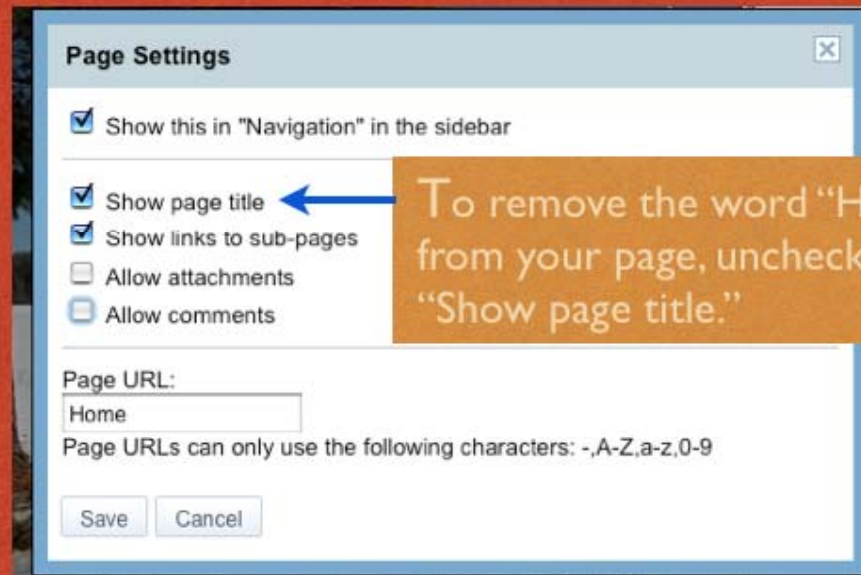 Page Settings
Show this in "Navigation" in the sidebar
Show page title
Show links to sub-pages
Allow attachments
Allow comments
To remove the word “H
from your page, uncheck
“Show page title.”
Page URL:
Home
Page URLs can only use the following characters: -,A-Z,a-z,0-9
Save Cancel